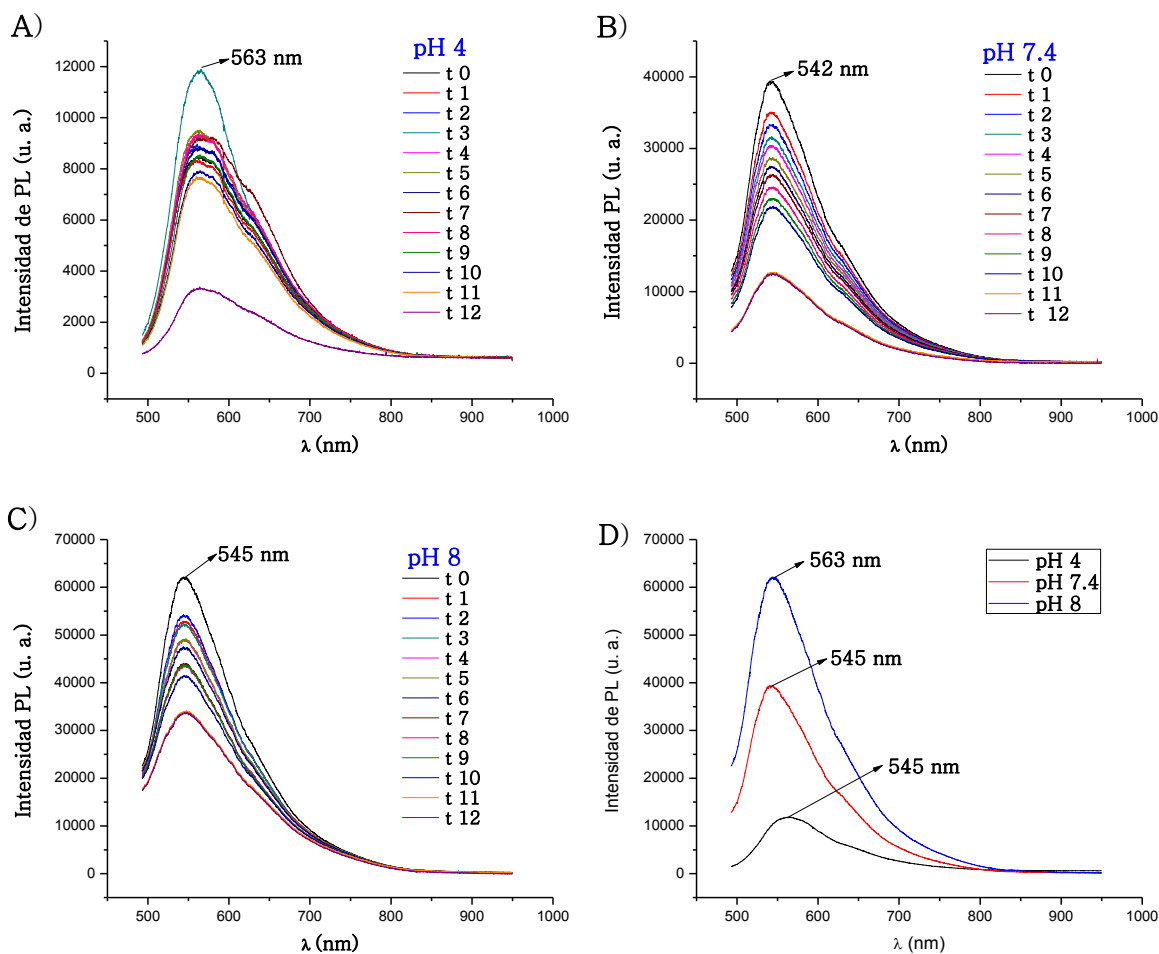 A)
pH 4
563 nm
t 0
t 1
t 2
t 3
t 4
t 5
t 6
t 7
t 8
t 9
t 10
t 11
t 12
12000
10000
8000
6000
4000
2000
0
Intensidad de PL (u. a.)
500
600
700
800
900
1000
λ (nm)
B)
pH 7.4
542 nm
t 0
t 1
t 2
t 3
t 4
t 5
t 6
t 7
t 8
t 9
t 10
t 11
t 12
40000
30000
20000
10000
0
Intensidad PL (u. a.)
500
600
700
800
900
1000
λ (nm)
C)
pH 8
545 nm
t 0
t 1
t 2
t 3
t 4
t 5
t 6
t 7
t 8
t 9
t 10
t 11
t 12
70000
60000
50000
40000
30000
20000
10000
0
Intensidad PL (u. a.)
500
600
700
800
900
1000
λ (nm)
D)
563 nm
545 nm
545 nm
pH 4
pH 7.4
pH 8
70000
60000
50000
40000
30000
20000
10000
0
Intensidad de PL (u. a.)
500
600
700
800
900
1000
λ (nm)